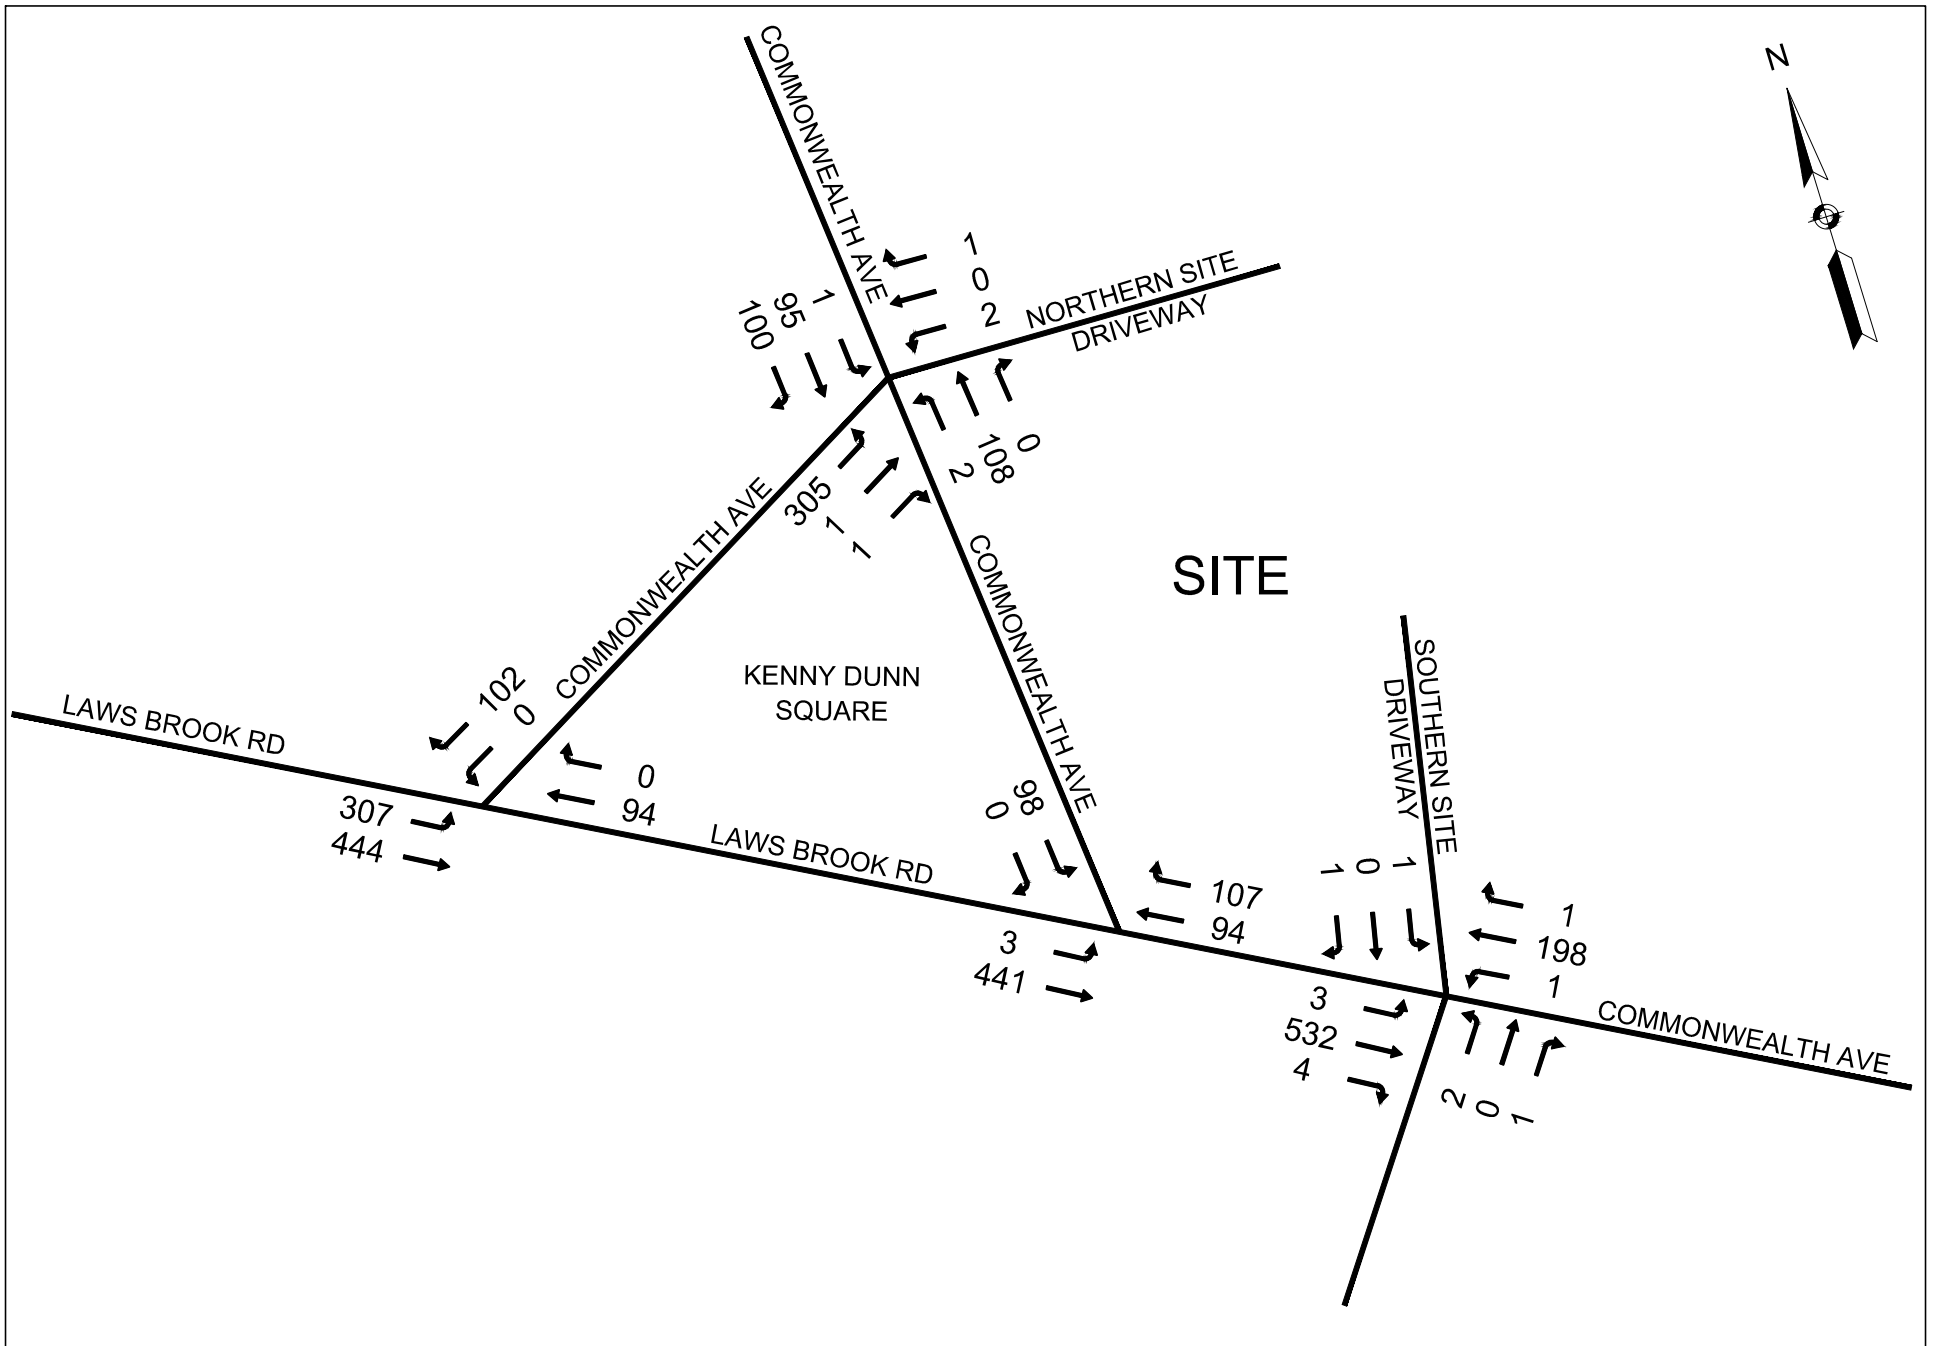 N
COMMONWEALTH AVE
1
0
2
NORTHERN SITE
DRIVEWAY
100
95
1
2
108
0
305
1
1
COMMONWEALTH AVE
COMMONWEALTH AVE
SITE
KENNY DUNN
SQUARE
SOUTHERN SITE
DRIVEWAY
LAWS BROOK RD
102
0
307
444
0
94
LAWS BROOK RD
0
98
3
441
107
94
1
0
1
1
198
1
3
532
4
2
0
1
COMMONWEALTH AVE